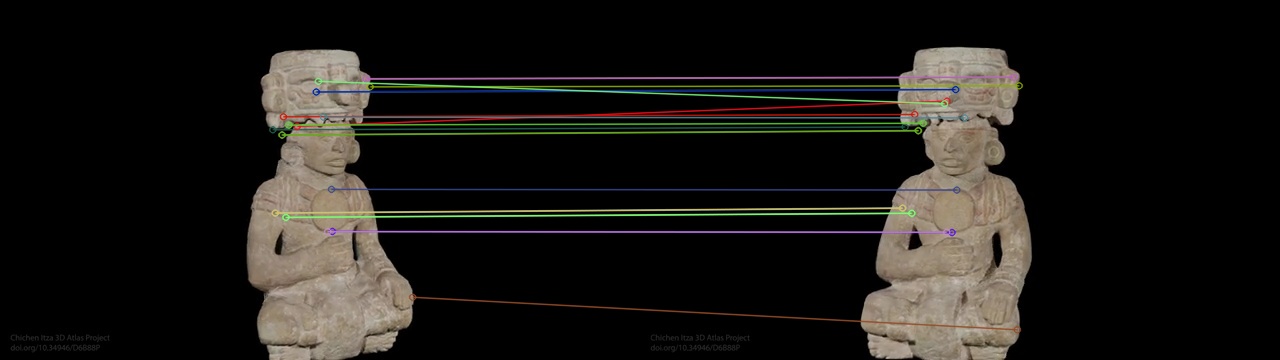 Chichen Itza 3D Atlas Project
doi.org/10.34946/D6B88P
Chichen Itza 3D Atlas Project
doi.org/10.34946/D6B88P